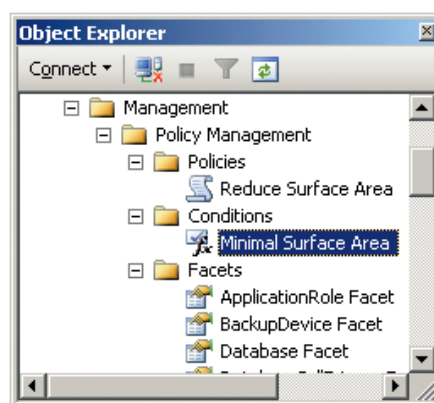 Object Explorer
Connect
Management
Policy Management
Policies
Reduce Surface Area
Conditions
Minimal Surface Area
Facets
ApplicationRole Facet
BackupDevice Facet
Database Facet